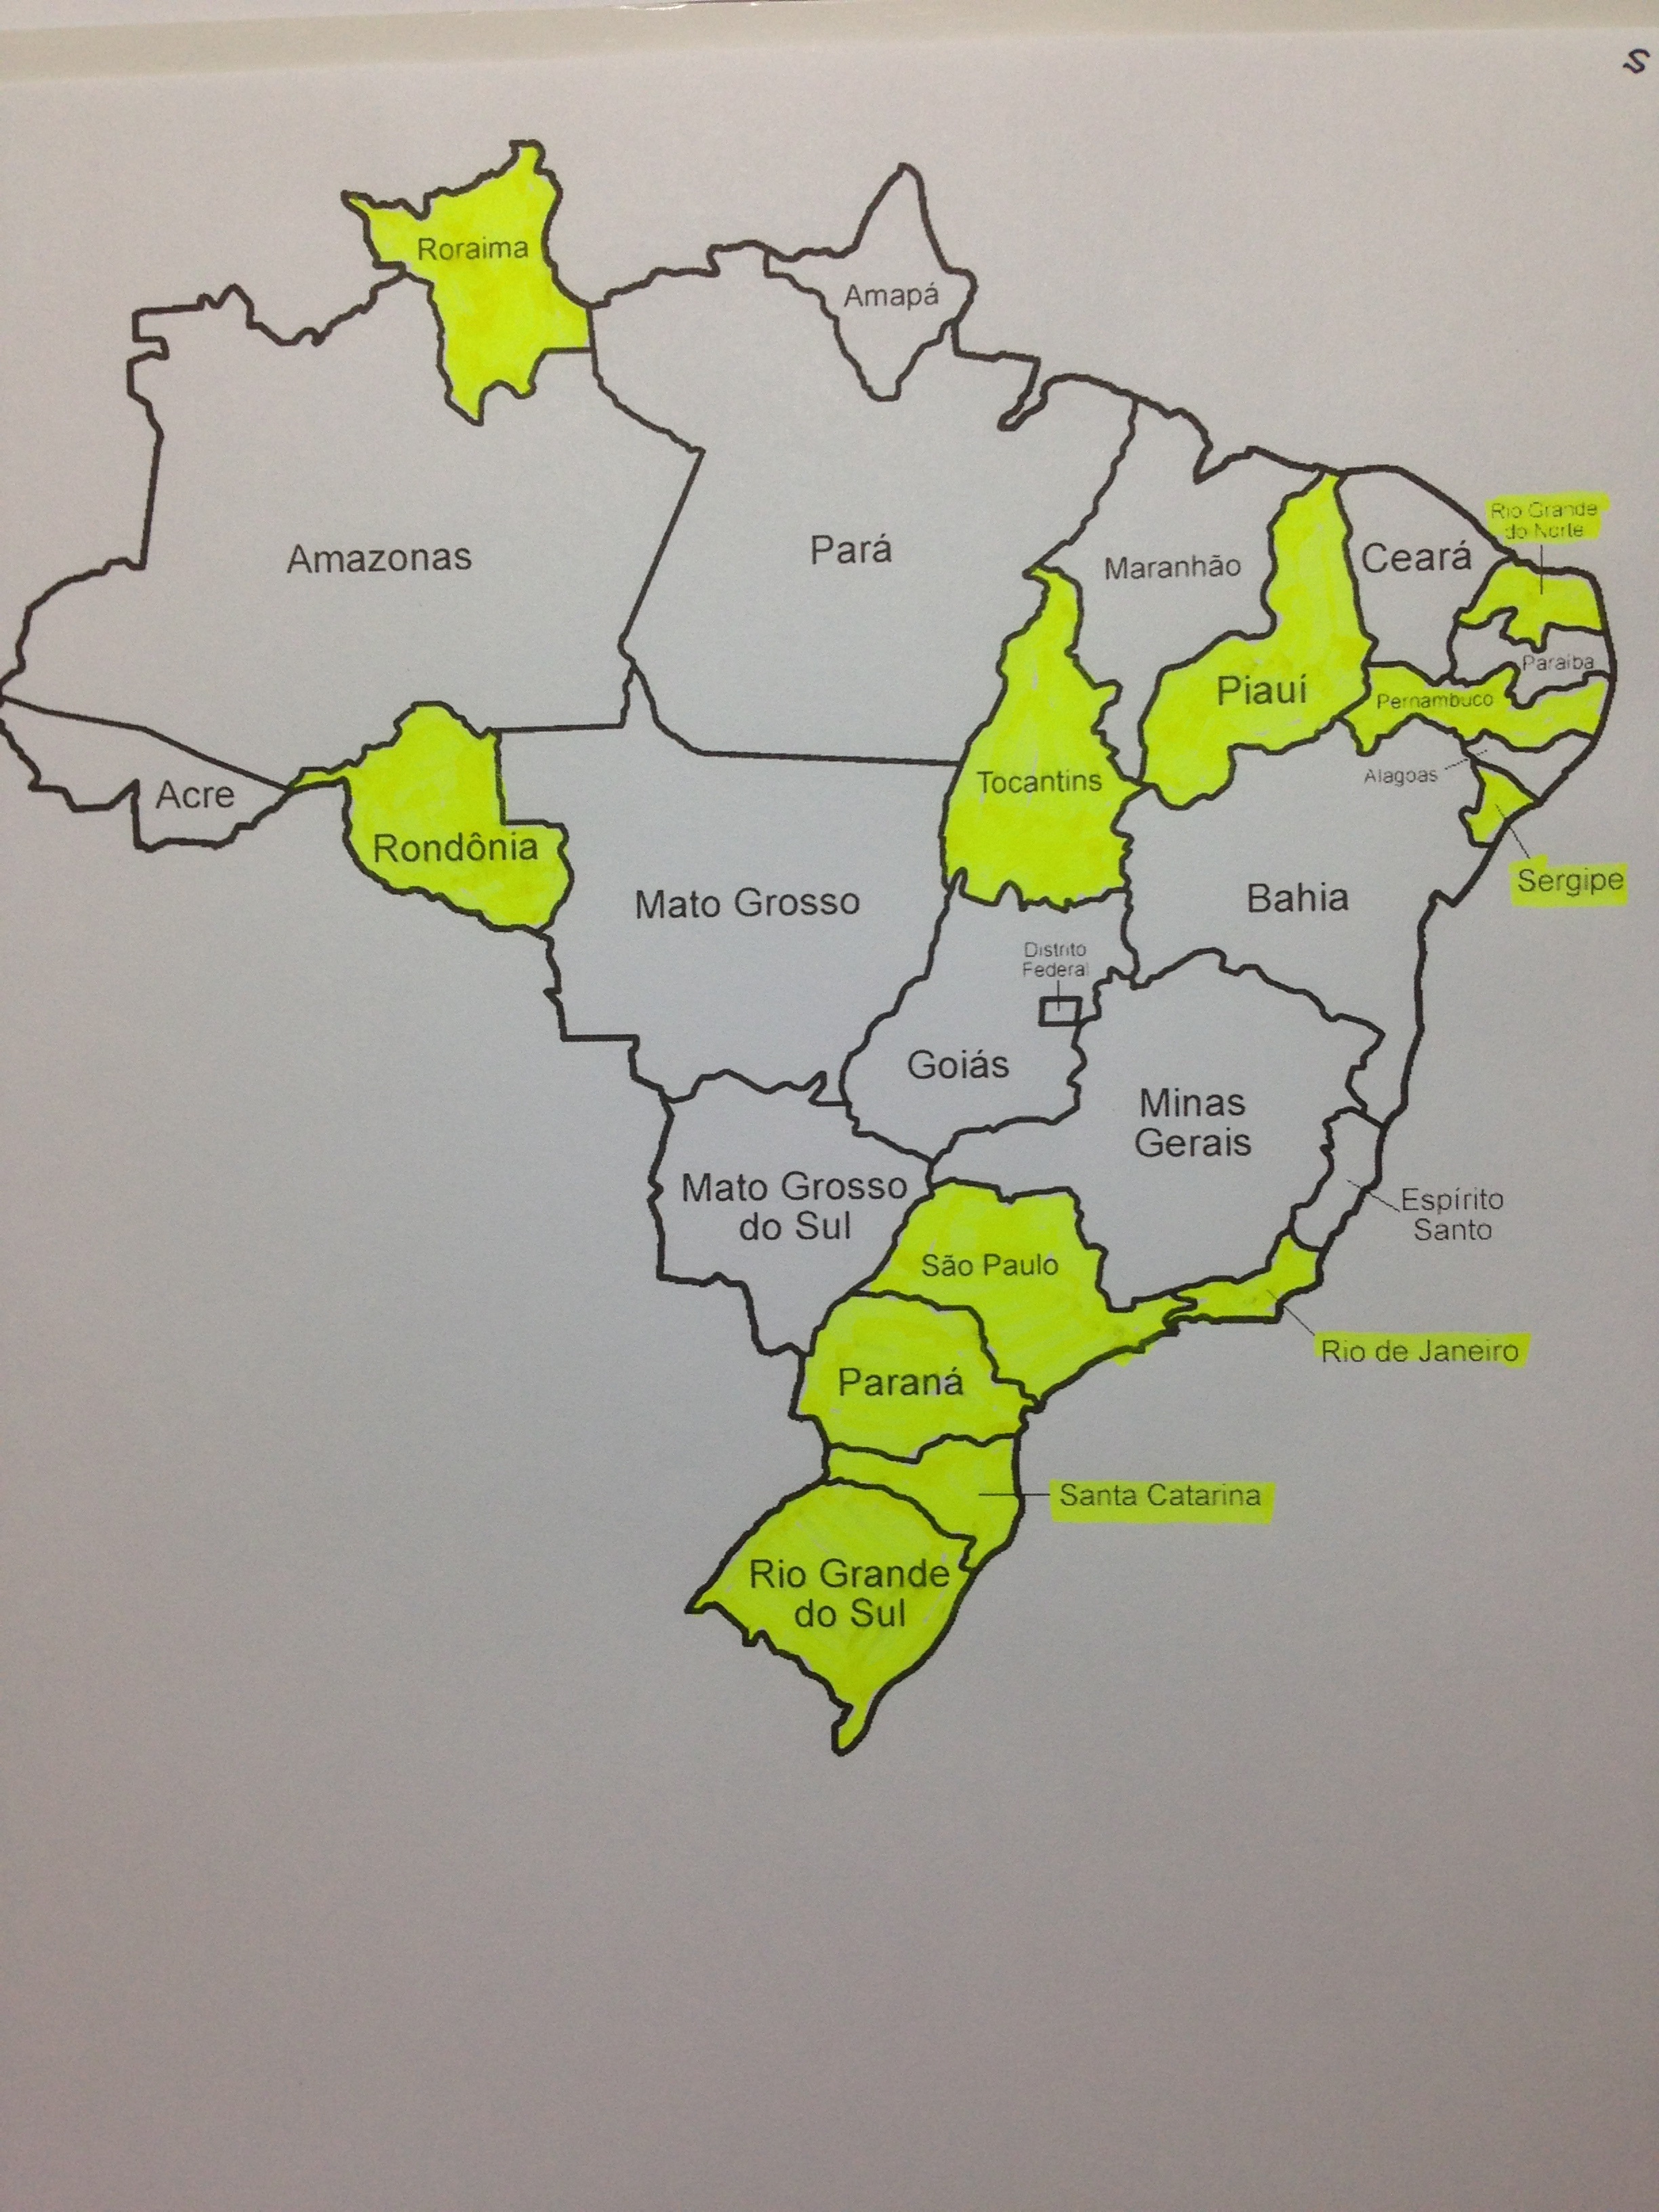 S
Roraima
Amapá
Amazonas
Pará
Maranhão
Ceará
Rio Grande
do Norte
Paraíba
Pernambuco
Piauí
Alagoas
Tocantins
Acre
Rondônia
Sergipe
Mato Grosso
Bahia
Distrito
Federal
Goiás
Minas
Gerais
Mato Grosso
do Sul
Espírito
Santo
São Paulo
Rio de Janeiro
Paraná
Santa Catarina
Rio Grande
do Sul